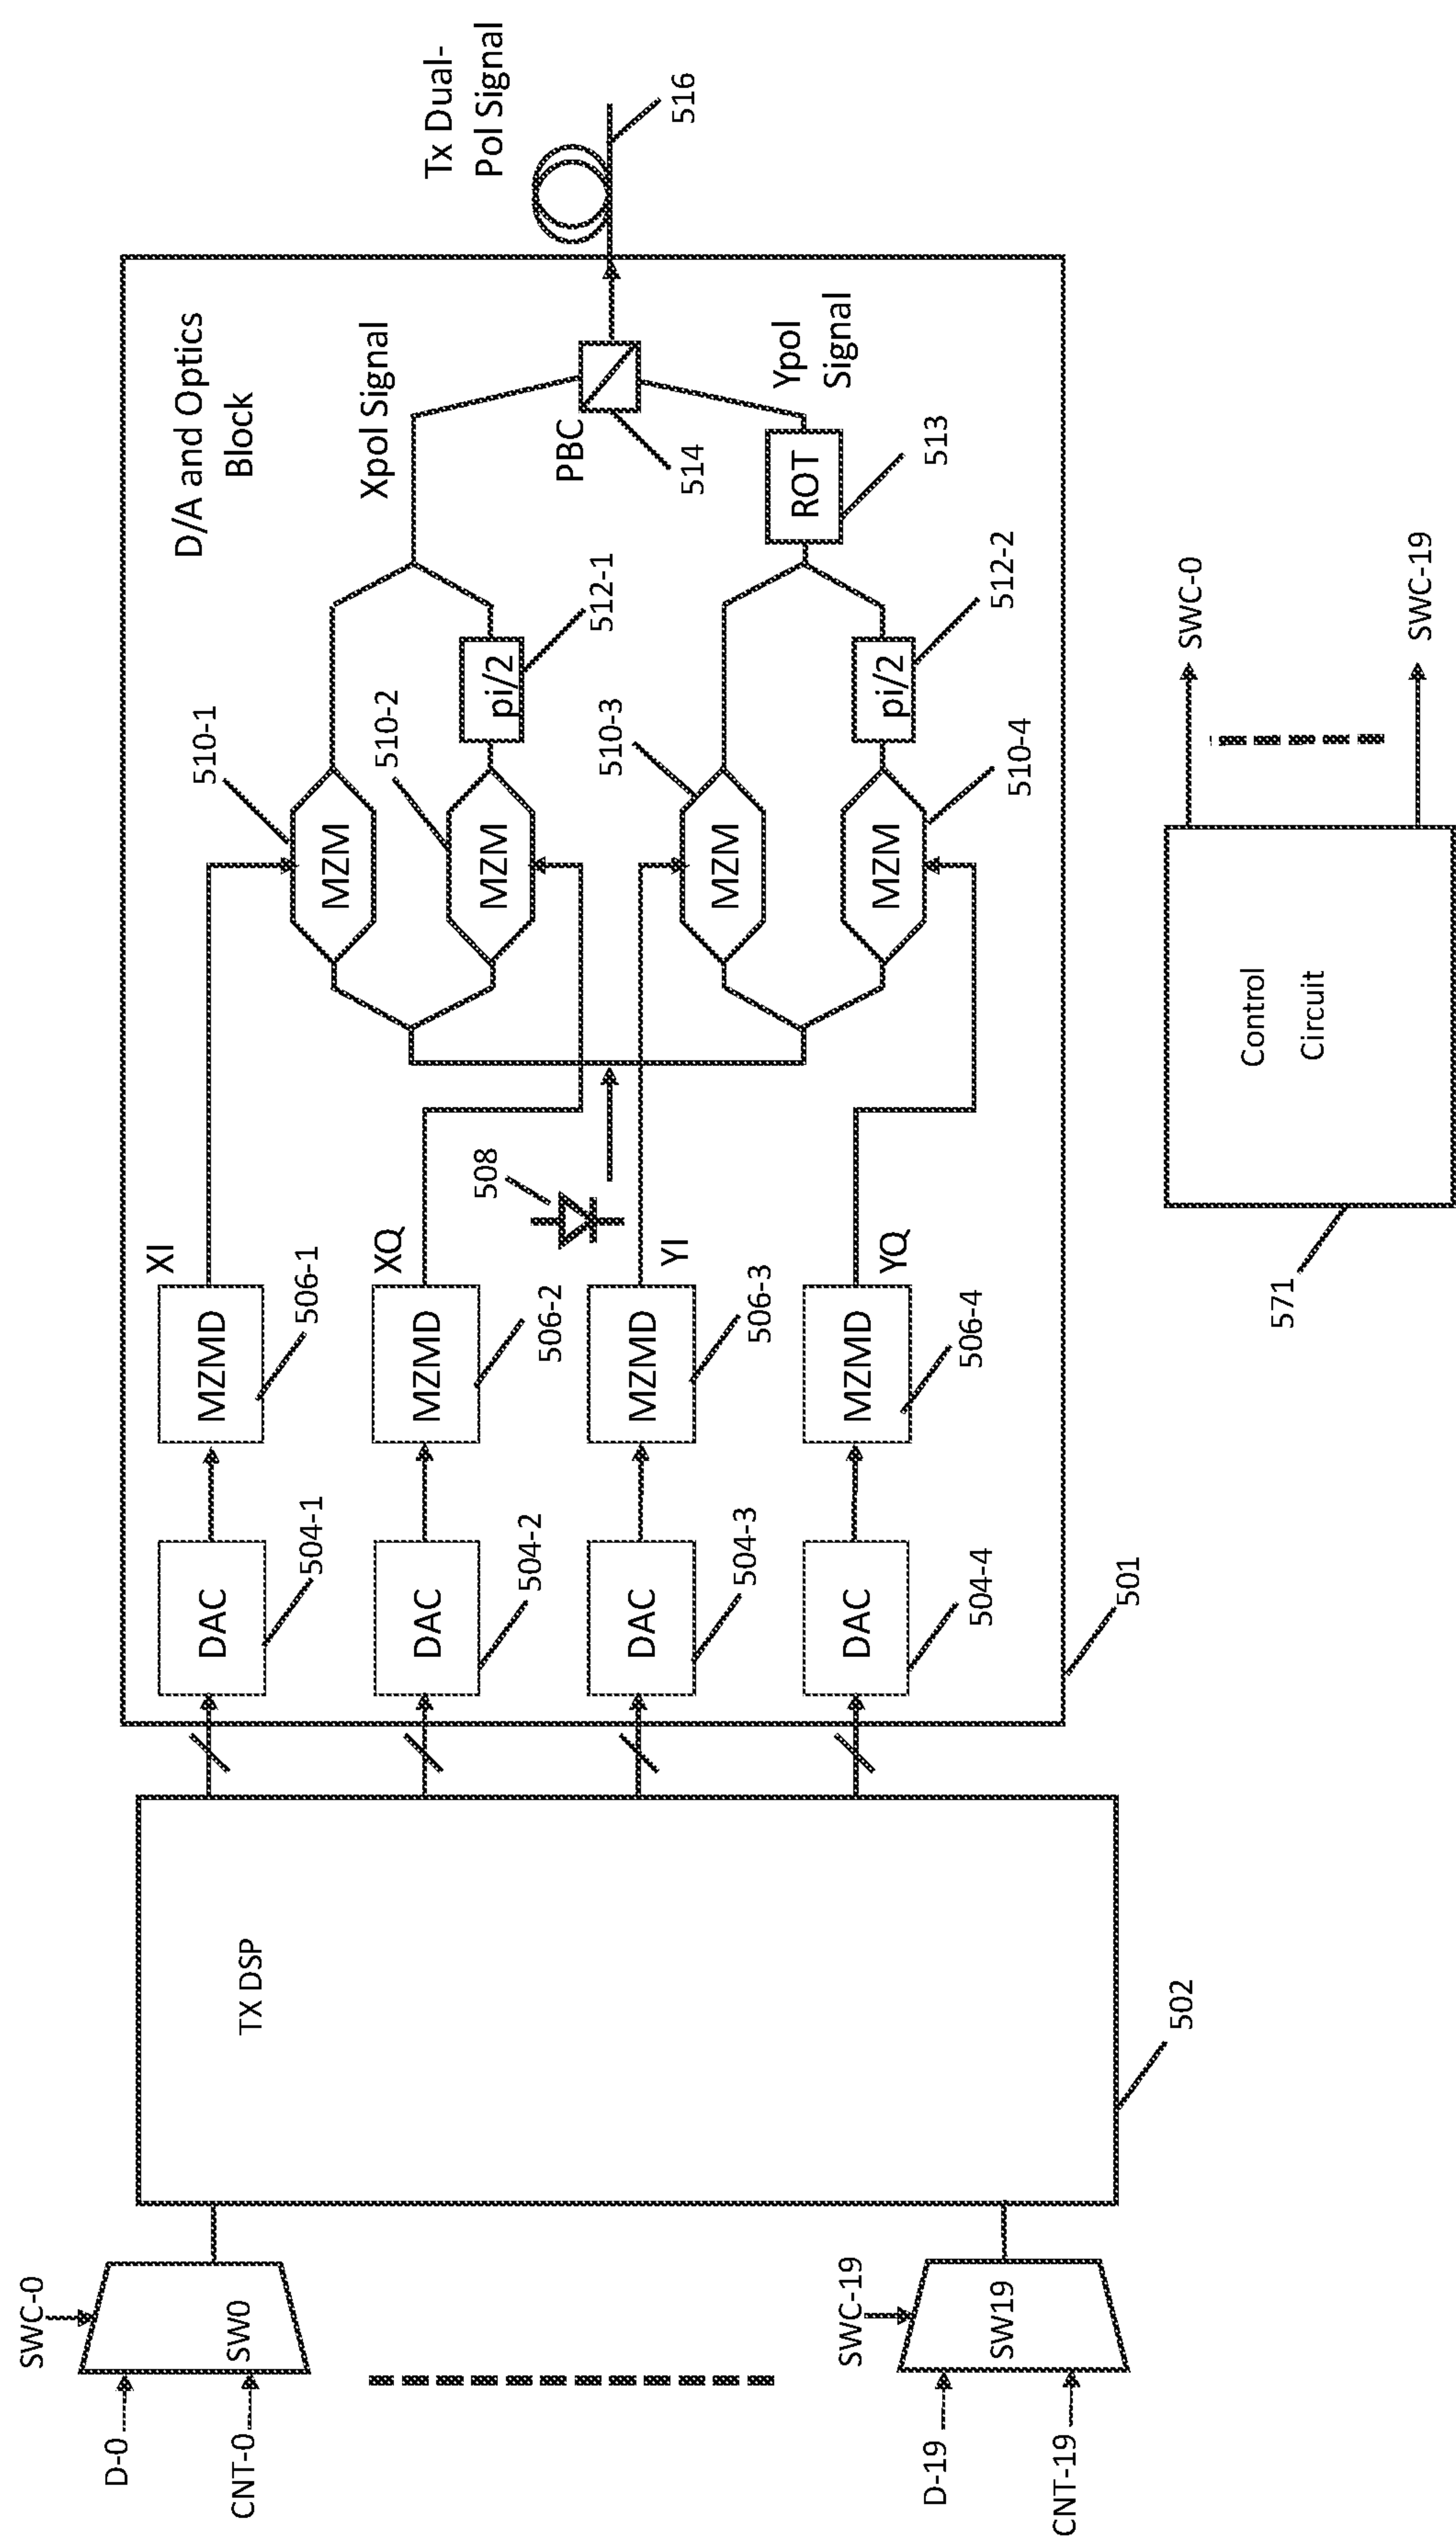 SWC-0
D-0
CNT-0
SW0
SWC-19
D-19
CNT-19
SW19
TX DSP
502
D/A and Optics
Block
501
DAC
504-1
DAC
504-2
DAC
504-3
DAC
504-4
MZMD
506-1
XI
MZMD
506-2
XQ
MZMD
506-3
YI
MZMD
506-4
YQ
508
MZM
510-1
MZM
510-2
MZM
510-3
MZM
510-4
pi/2
512-1
pi/2
512-2
Xpol Signal
ROT
513
Ypol
Signal
PBC
514
Tx Dual-
Pol Signal
516
Control
Circuit
571
SWC-0
SWC-19